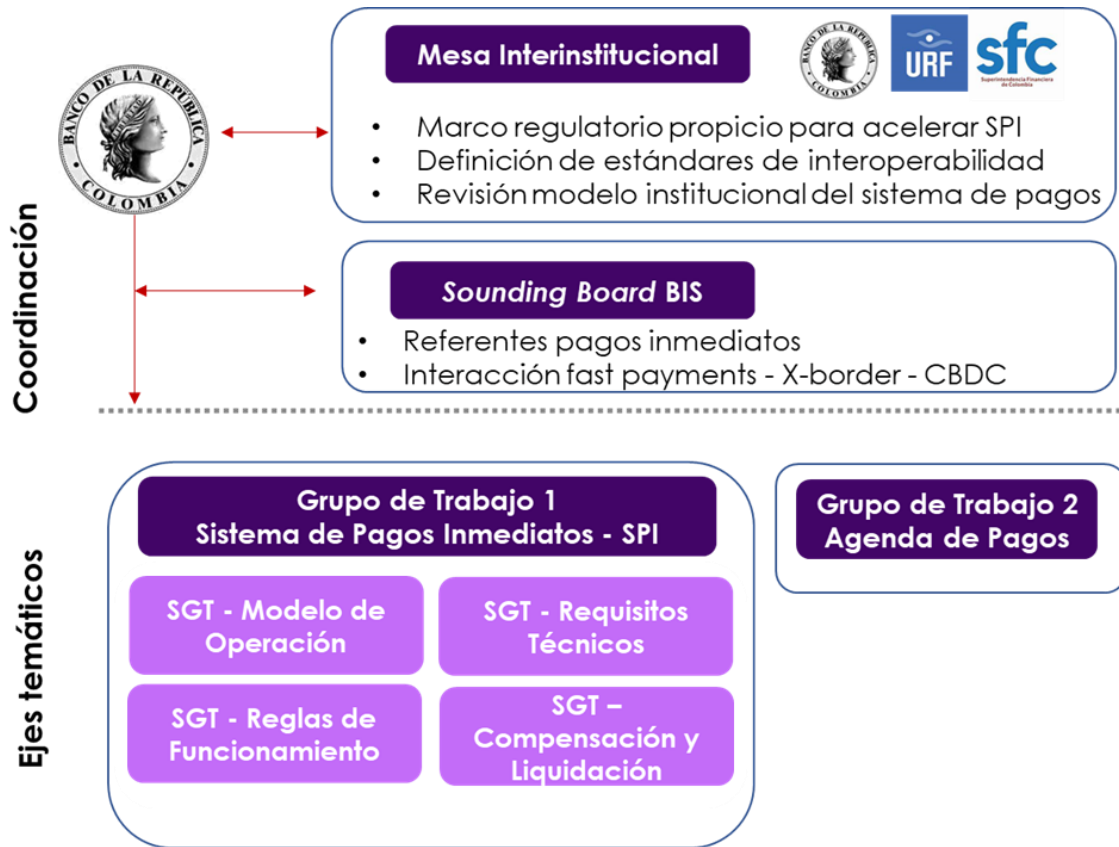 Coordinación
BANCO DE LA REPÚBLICA
COLOMBIA
Mesa Interinstitucional
BANCO DE LA REPÚBLICA
COLOMBIA
URF
sfc
Superintendencia Financiera
de Colombia
• Marco regulatorio propicio para acelerar SPI
• Definición de estándares de interoperabilidad
• Revisión modelo institucional del sistema de pagos
Sounding Board BIS
• Referentes pagos inmediatos
• Interacción fast payments - X-border - CBDC
Ejes temáticos
Grupo de Trabajo 1
Sistema de Pagos Inmediatos - SPI
SGT - Modelo de
Operación
SGT - Requisitos
Técnicos
SGT - Reglas de
Funcionamiento
SGT –
Compensación y
Liquidación
Grupo de Trabajo 2
Agenda de Pagos